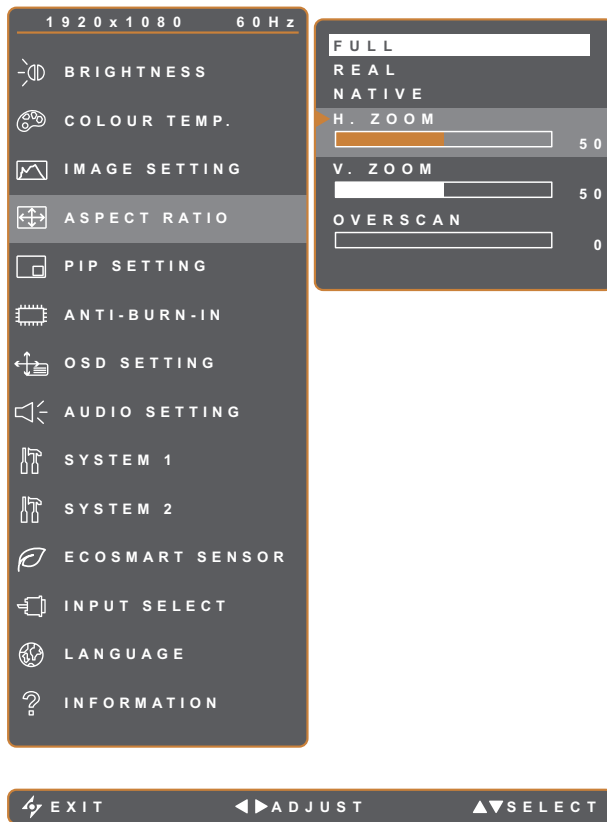 1920x1080 60Hz
BRIGHTNESS
COLOUR TEMP.
IMAGE SETTING
ASPECT RATIO
PIP SETTING
ANTI-BURN-IN
OSD SETTING
AUDIO SETTING
SYSTEM 1
SYSTEM 2
ECOSMART SENSOR
INPUT SELECT
LANGUAGE
INFORMATION
FULL
REAL
NATIVE
H. ZOOM
50
V. ZOOM
50
OVERSCAN
0
EXIT ADJUST SELECT